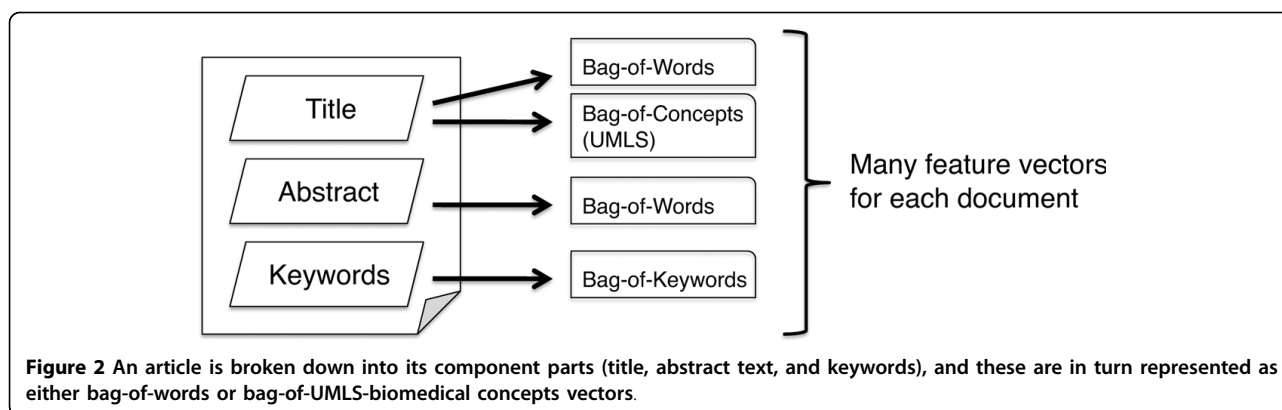 Title
Abstract
Keywords
Bag-of-Words
Bag-of-Concepts
(UMLS)
Bag-of-Words
Bag-of-Keywords
Many feature vectors
for each document
Figure 2 An article is broken down into its component parts (title, abstract text, and keywords), and these are in turn represented as
either bag-of-words or bag-of-UMLS-biomedical concepts vectors.